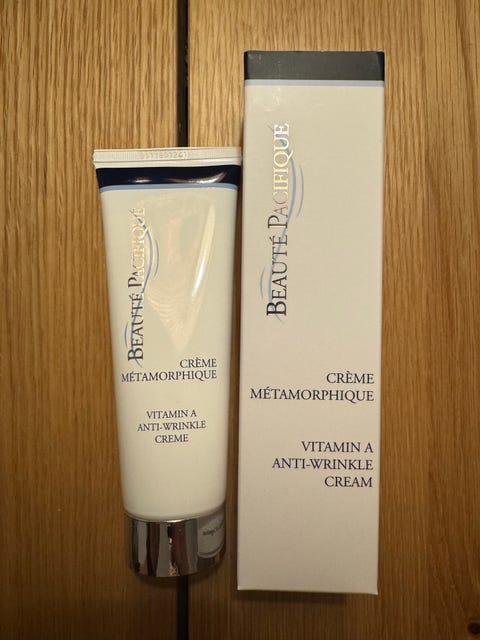 BEAUTÉ PACIFIQUE
CRÈME
MÉTAMORPHIQUE
VITAMIN A
ANTI-WRINKLE
CREME
BEAUTÉ PACIFIQUE
CRÈME
MÉTAMORPHIQUE
VITAMIN A
ANTI-WRINKLE
CREAM